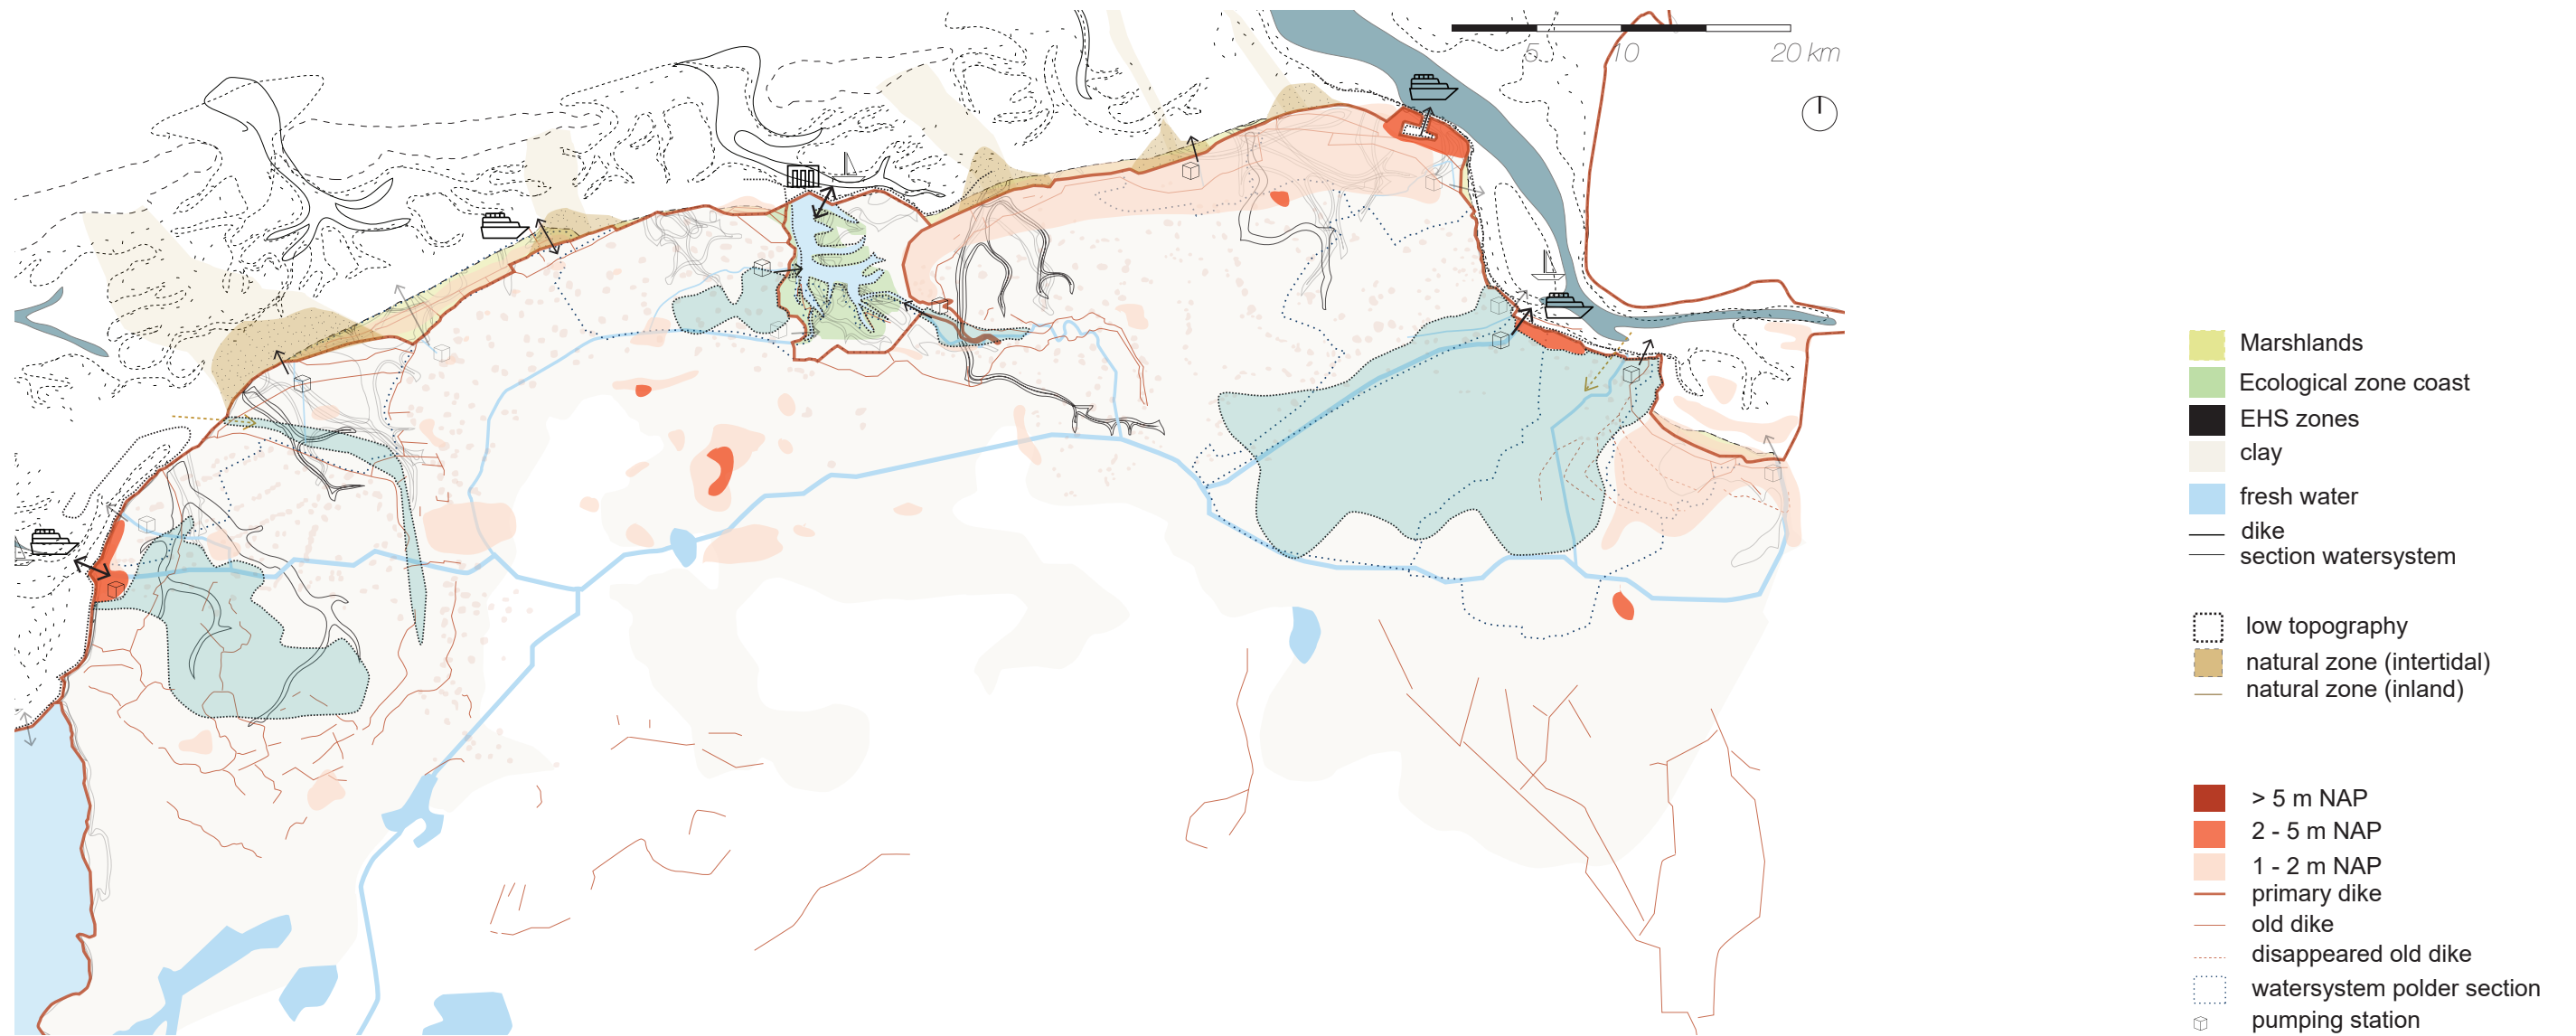 5 10 20 km
Marshlands
Ecological zone coast
EHS zones
clay
fresh water
dike
section watersystem
low topography
natural zone (intertidal)
natural zone (inland)
> 5 m NAP
2 - 5 m NAP
1 - 2 m NAP
primary dike
old dike
disappeared old dike
watersystem polder section
pumping station